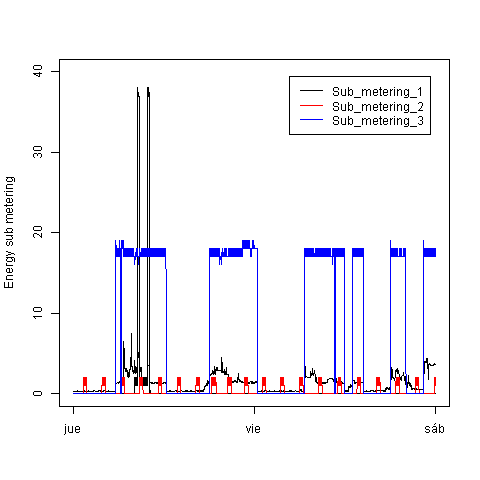 40
30
20
10
0
Energy sub metering
Sub_metering_1
Sub_metering_2
Sub_metering_3
jue
vie
sáb